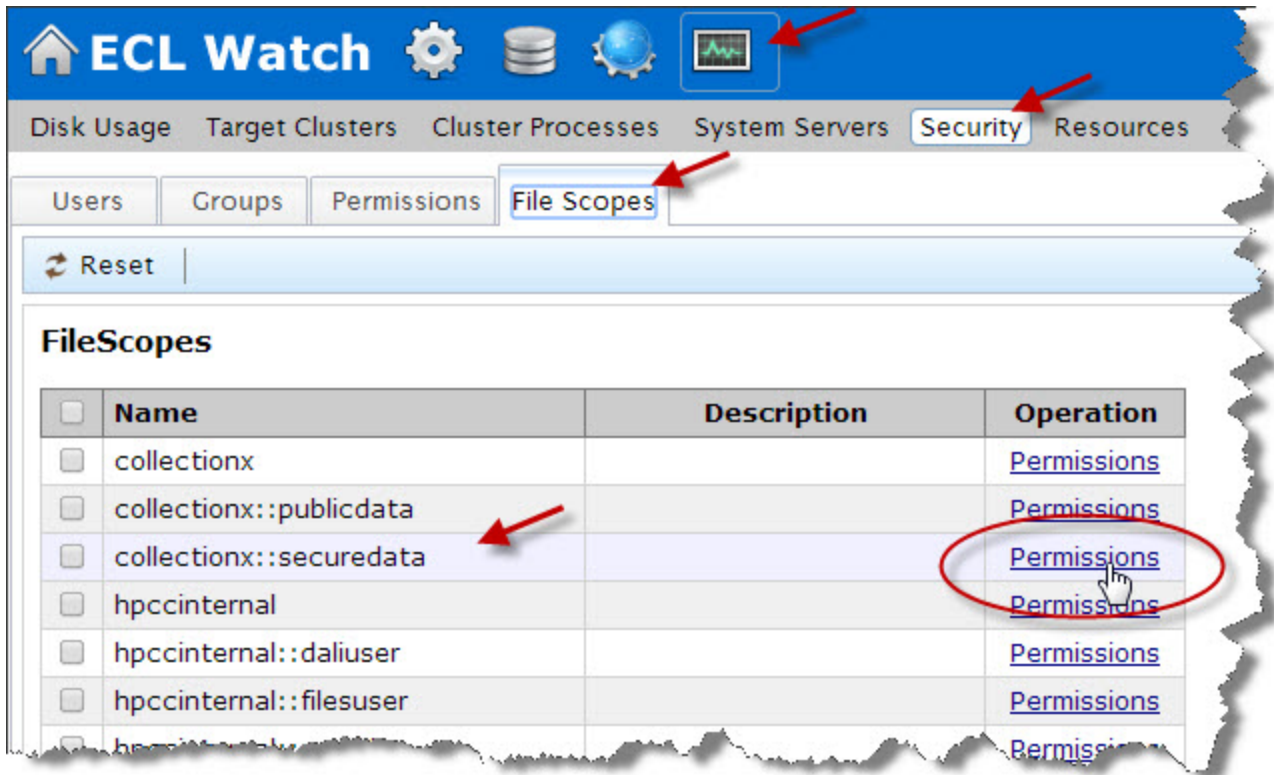 ECL Watch
Disk Usage Target Clusters Cluster Processes System Servers Security Resources
Users Groups Permissions File Scopes
Reset
FileScopes
Name Description Operation
collectionx Permissions
collectionx::publicdata Permissions
collectionx::securedata Permissions
hpccinternal Permissions
hpccinternal::daliuser Permissions
hpccinternal::filesuser Permissions